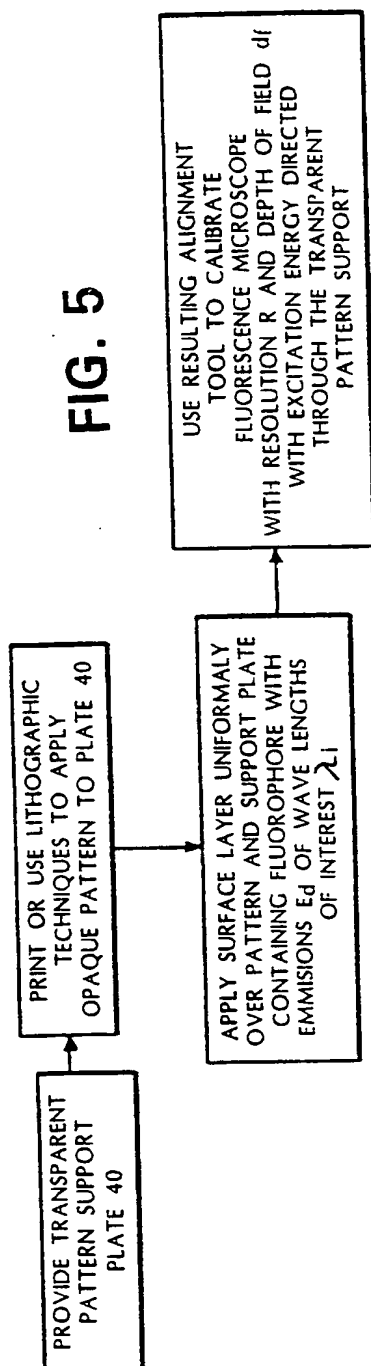 FIG. 5
PROVIDE TRANSPARENT
PATTERN SUPPORT
PLATE 40
PRINT OR USE LITHOGRAPHIC
TECHNIQUES TO APPLY
OPAQUE PATTERN TO PLATE 40
APPLY SURFACE LAYER UNIFORMALY
OVER PATTERN AND SUPPORT PLATE
CONTAINING FLUOROPHORE WITH
EMMISIONS Ed OF WAVE LENGTHS
OF INTEREST λi
USE RESULTING ALIGNMENT
TOOL TO CALIBRATE
FLUORESCENCE MICROSCOPE
WITH RESOLUTION R AND DEPTH OF FIELD df
WITH EXCITATION ENERGY DIRECTED
THROUGH THE TRANSPARENT
PATTERN SUPPORT